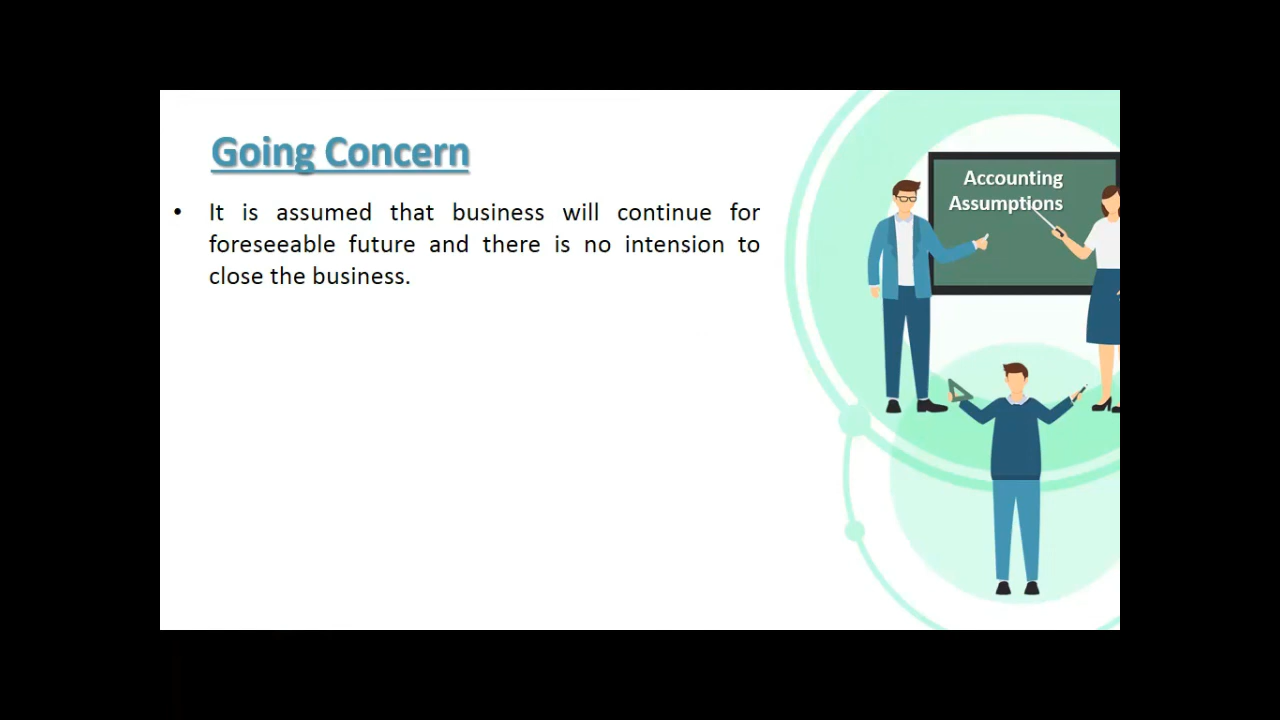 Going Concern
• It is assumed that business will continue for
foreseeable future and there is no intension to
close the business.
Accounting
Assumptions